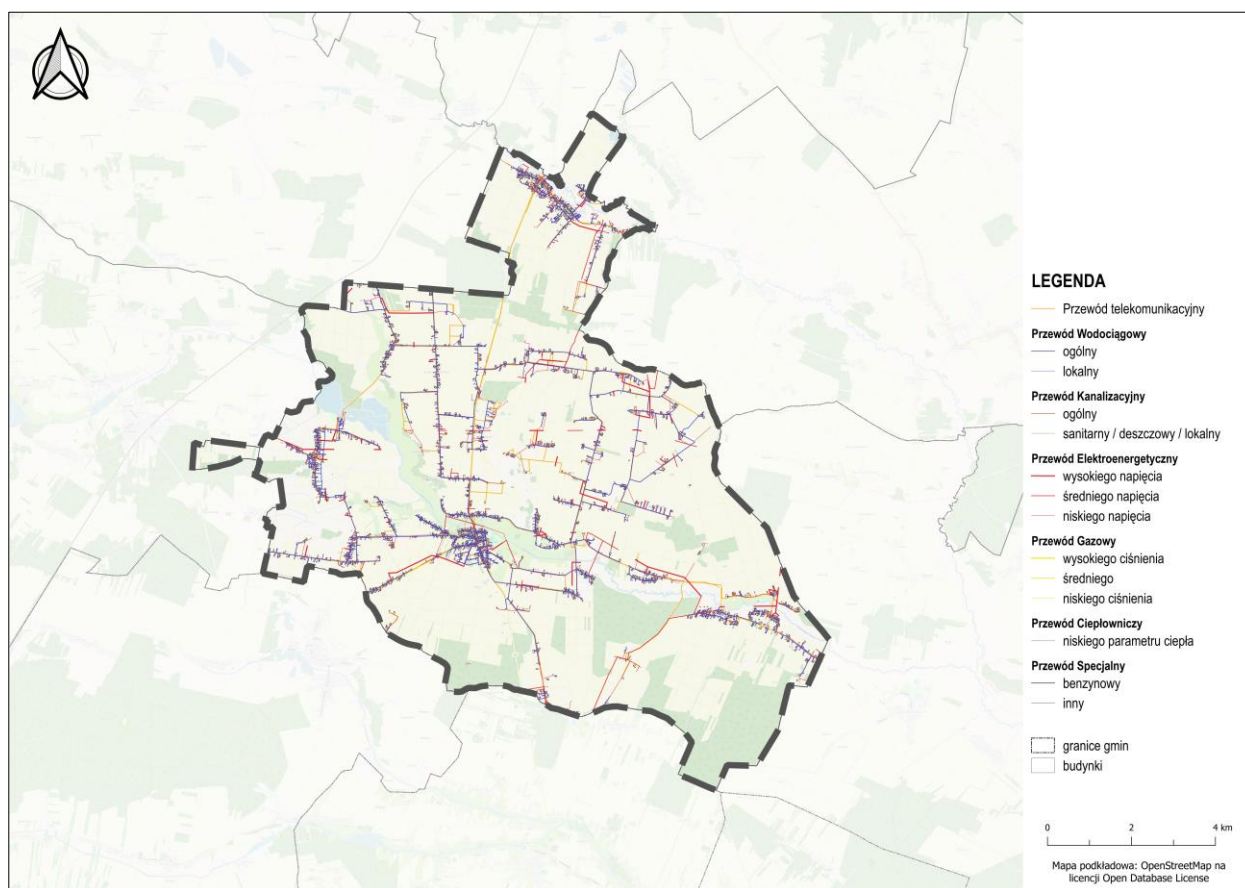 LEGENDA
Przewód telekomunikacyjny
Przewód Wodociągowy
ogólny
lokalny
Przewód Kanalizacyjny
ogólny
sanitarny / deszczowy / lokalny
Przewód Elektroenergetyczny
wysokiego napięcia
średniego napięcia
niskiego napięcia
Przewód Gazowy
wysokiego ciśnienia
średniego
niskiego ciśnienia
Przewód Ciepłowniczy
niskiego parametru ciepła
Przewód Specjalny
benzynowy
inny
granice gmin
budynki
0 2 4 km
Mapa podkładowa: OpenStreetMap na
licencji Open Database License